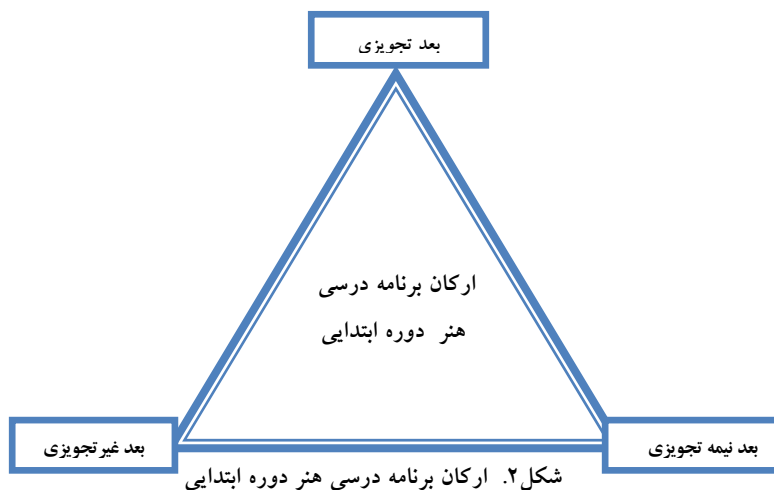 بعد تجویزی
ارکان برنامه درسی
هنر دوره ابتدایی
بعد نیمه تجویزی
بعد غیرتجویزی
شکل۲. ارکان برنامه درسی هنر دوره ابتدایی